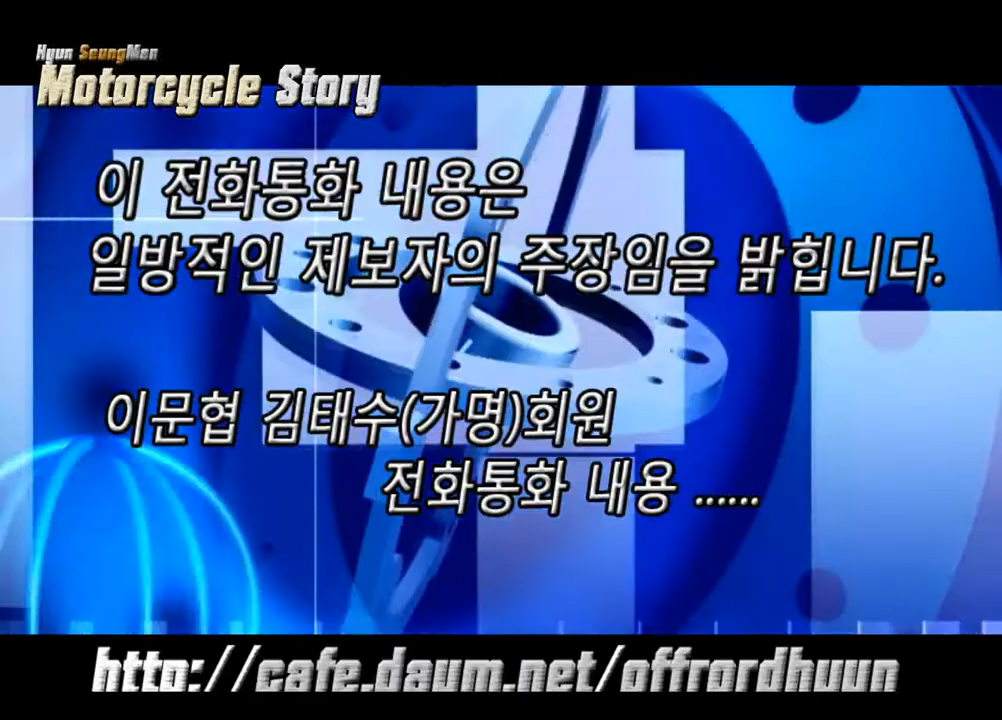 Hyun SeungMen
Motorcycle Story
이 전화통화 내용은
일방적인 제보자의 주장임을 밝힙니다.
이문협 김태수(가명)회원
전화통화 내용 ......
http://cafe.daum.net/offrordhyun